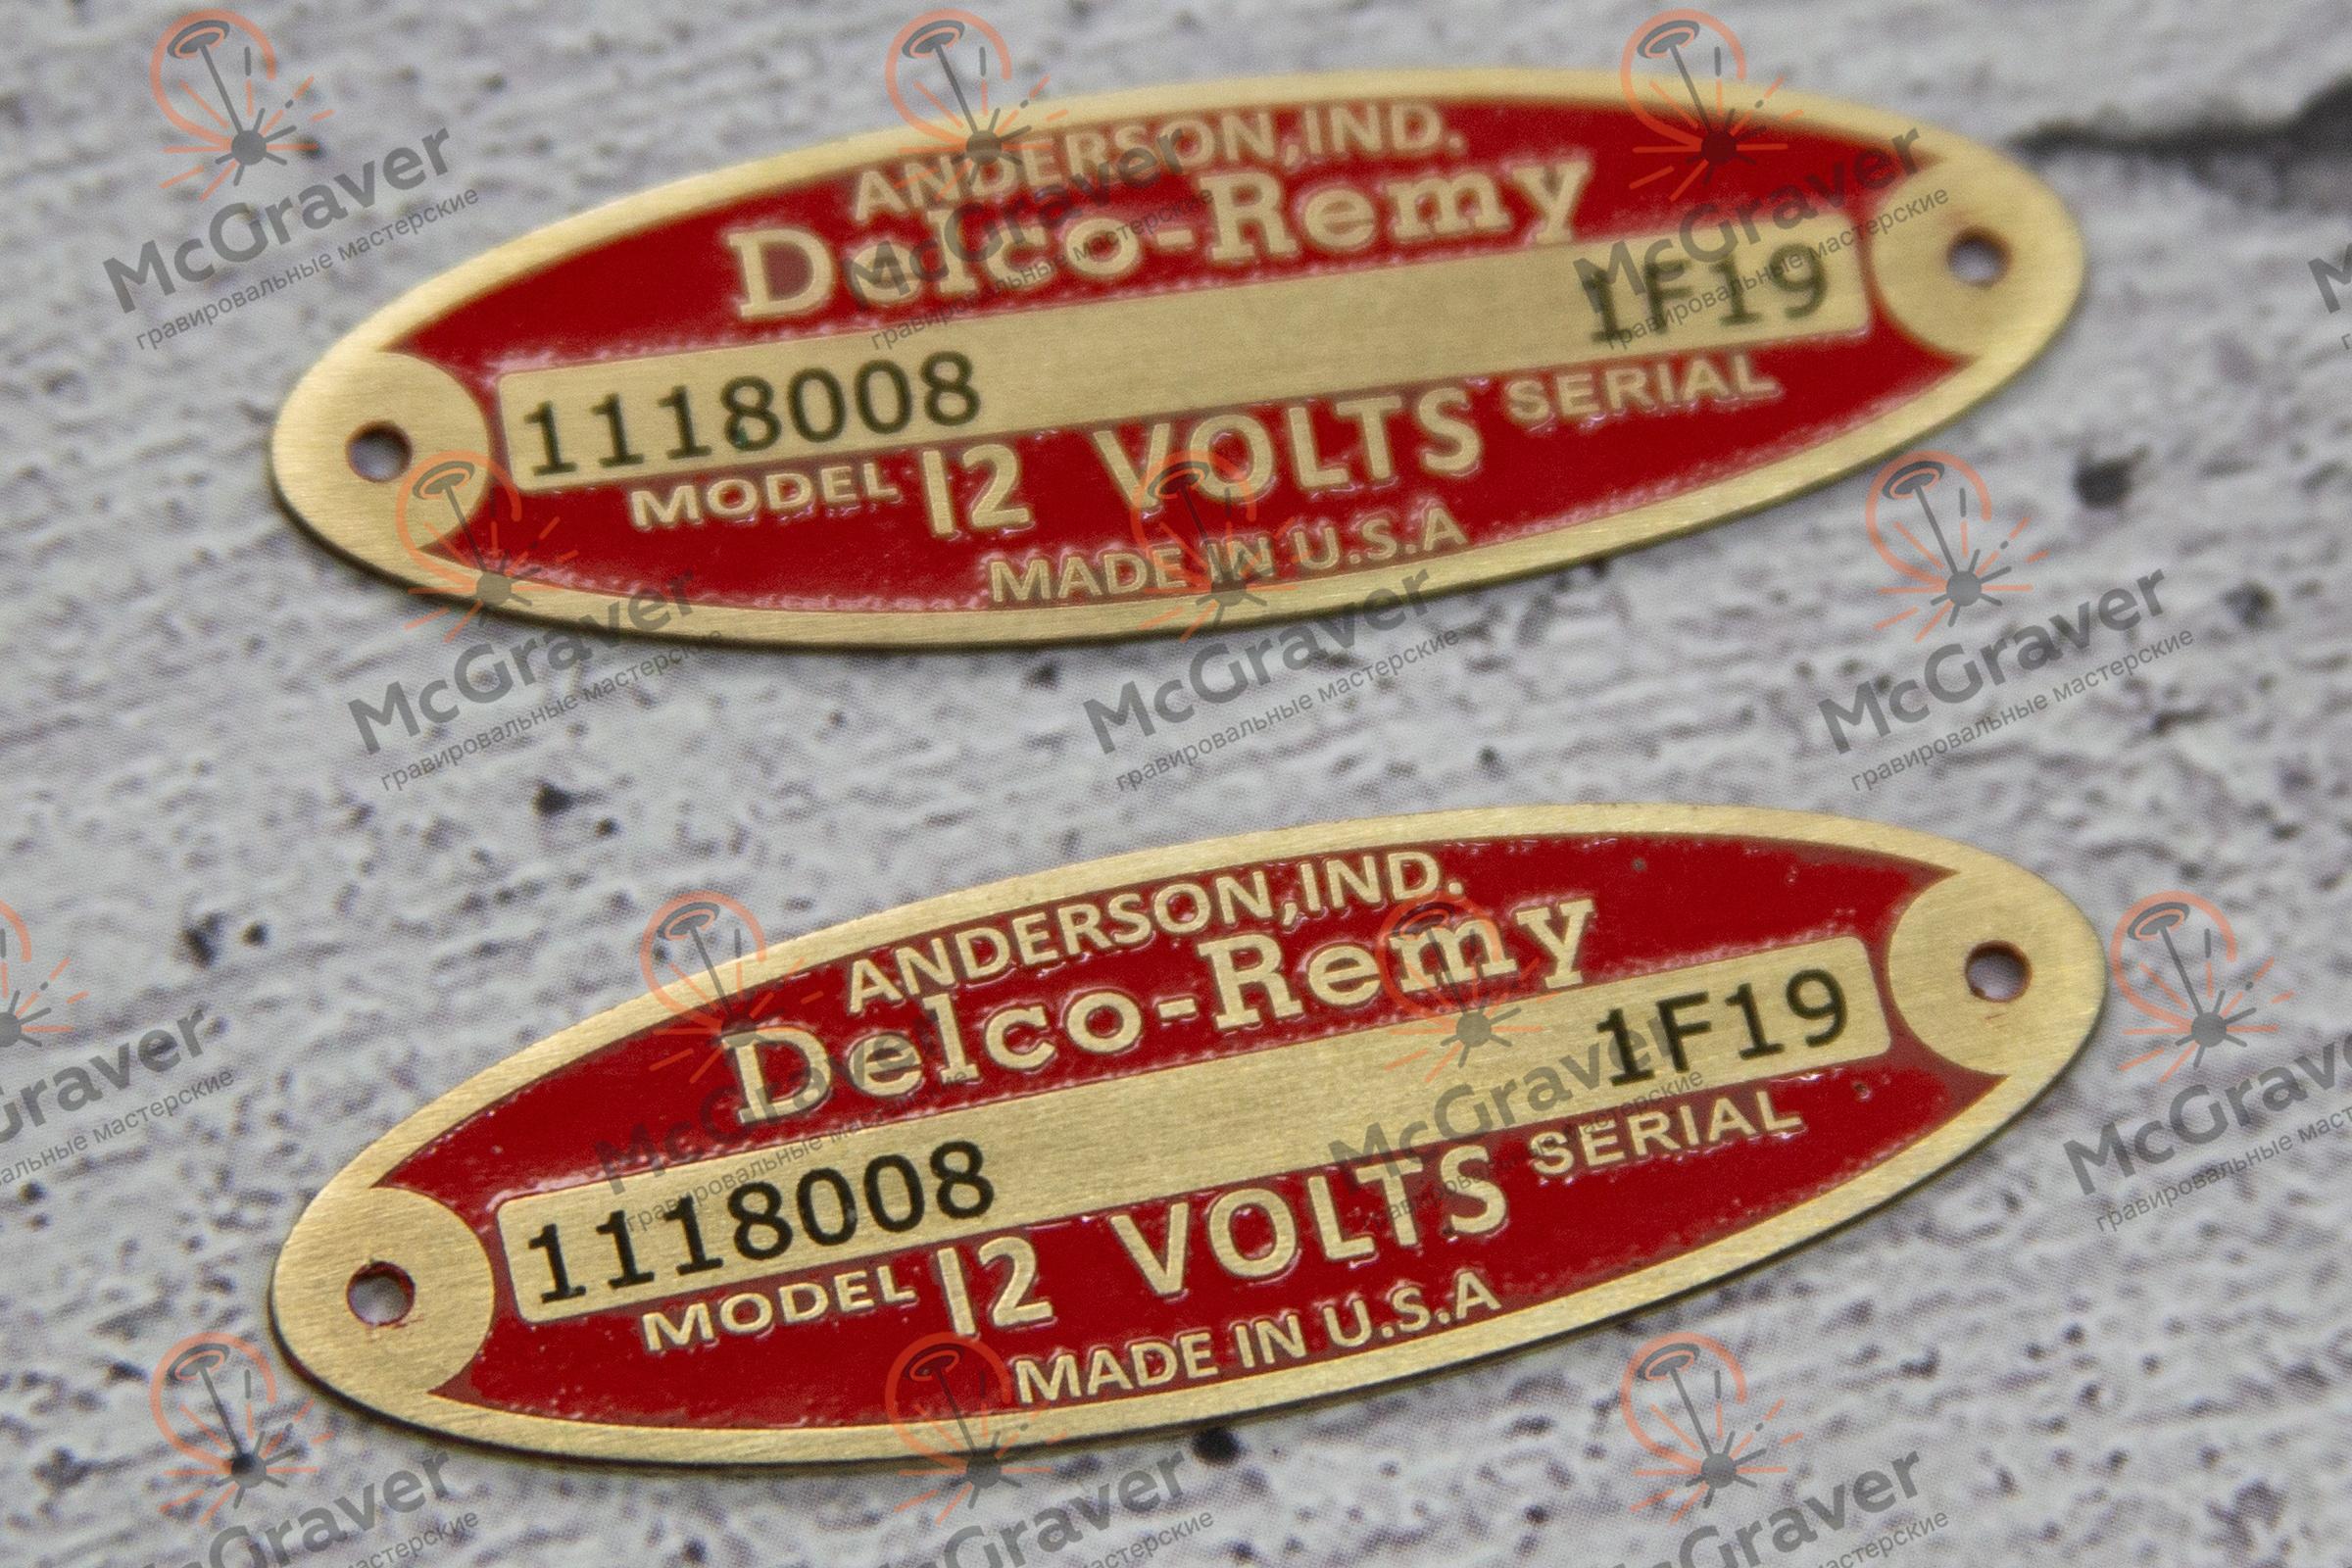 ANDERSON,IND.
Delco-Remy
1118008 1F19
MODEL 12 VOLTS SERIAL
MADE IN U.S.A
ANDERSON,IND.
Delco-Remy
1118008 1F19
MODEL 12 VOLTS SERIAL
MADE IN U.S.A
McGraver
гравировальные мастерские